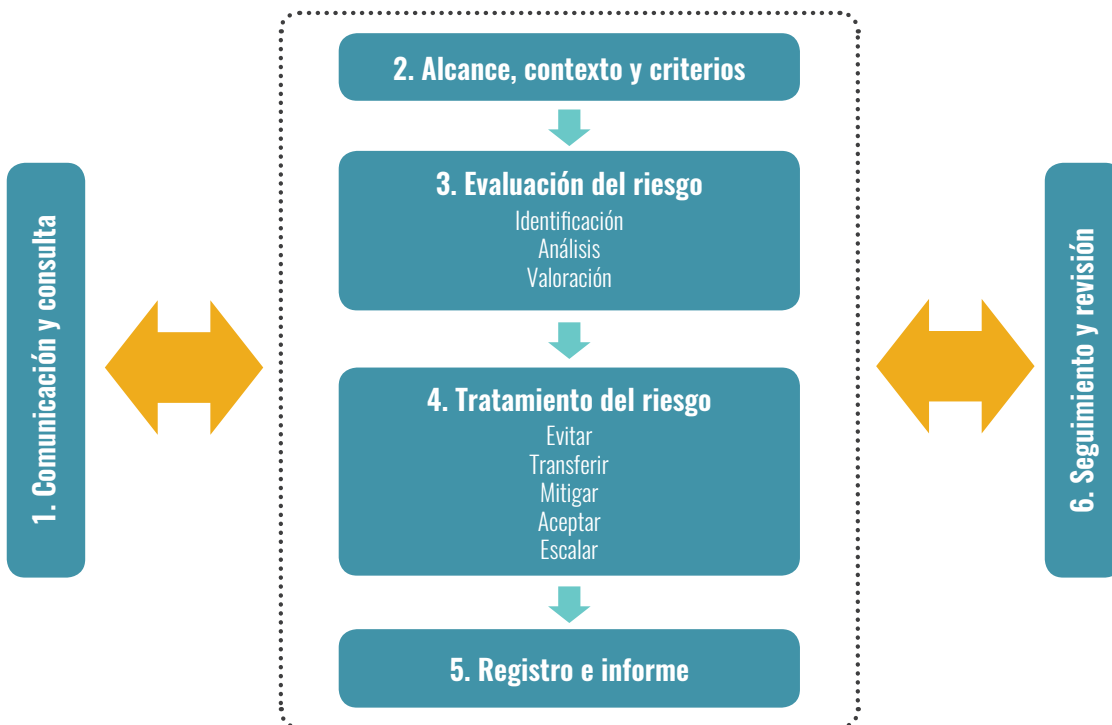 1. Comunicación y consulta
2. Alcance, contexto y criterios
3. Evaluación del riesgo
Identificación
Análisis
Valoración
4. Tratamiento del riesgo
Evitar
Transferir
Mitigar
Aceptar
Escalar
5. Registro e informe
6. Seguimiento y revisión